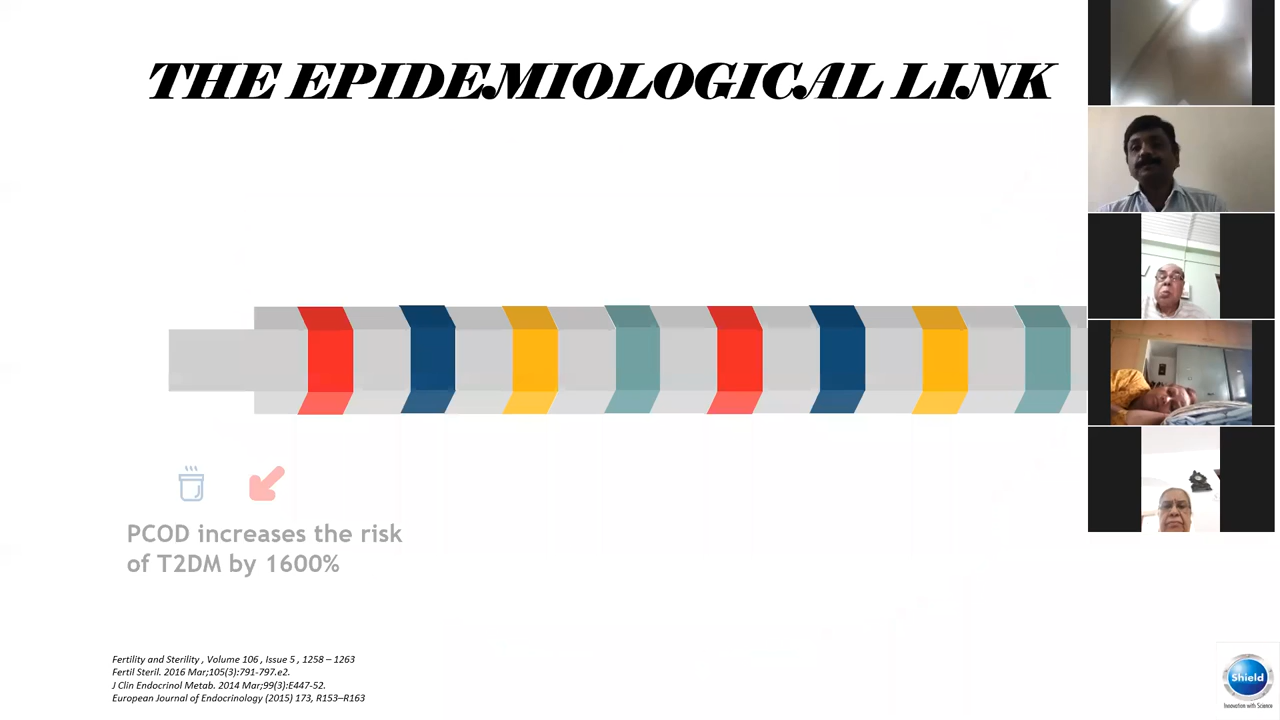 THE EPIDEMIOLOGICAL LINK
PCOD increases the risk
of T2DM by 1600%
Fertility and Sterility , Volume 106 , Issue 5 , 1258 – 1263
Fertil Steril. 2016 Mar;105(3):791-797.e2.
J Clin Endocrinol Metab. 2014 Mar;99(3):E447-52.
European Journal of Endocrinology (2015) 173, R153–R163
Shield
Innovation with Science